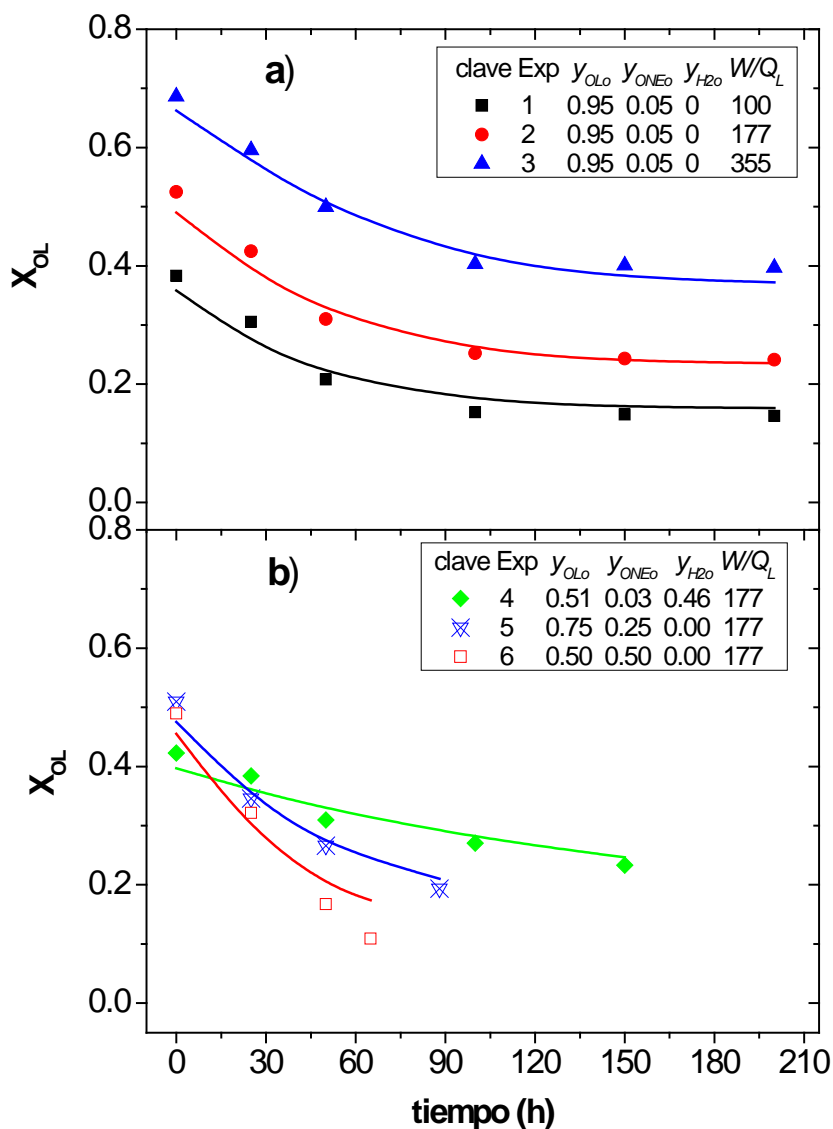 0.8
a)
clave Exp y_OLo y_ONEo y_H2o W/Q_L
1 0.95 0.05 0 100
2 0.95 0.05 0 177
3 0.95 0.05 0 355
0.6
X_OL
0.4
0.2
0.0
0.8
b)
clave Exp y_OLo y_ONEo y_H2o W/Q_L
4 0.51 0.03 0.46 177
5 0.75 0.25 0.00 177
6 0.50 0.50 0.00 177
0.6
X_OL
0.4
0.2
0.0
0 30 60 90 120 150 180 210
tiempo (h)